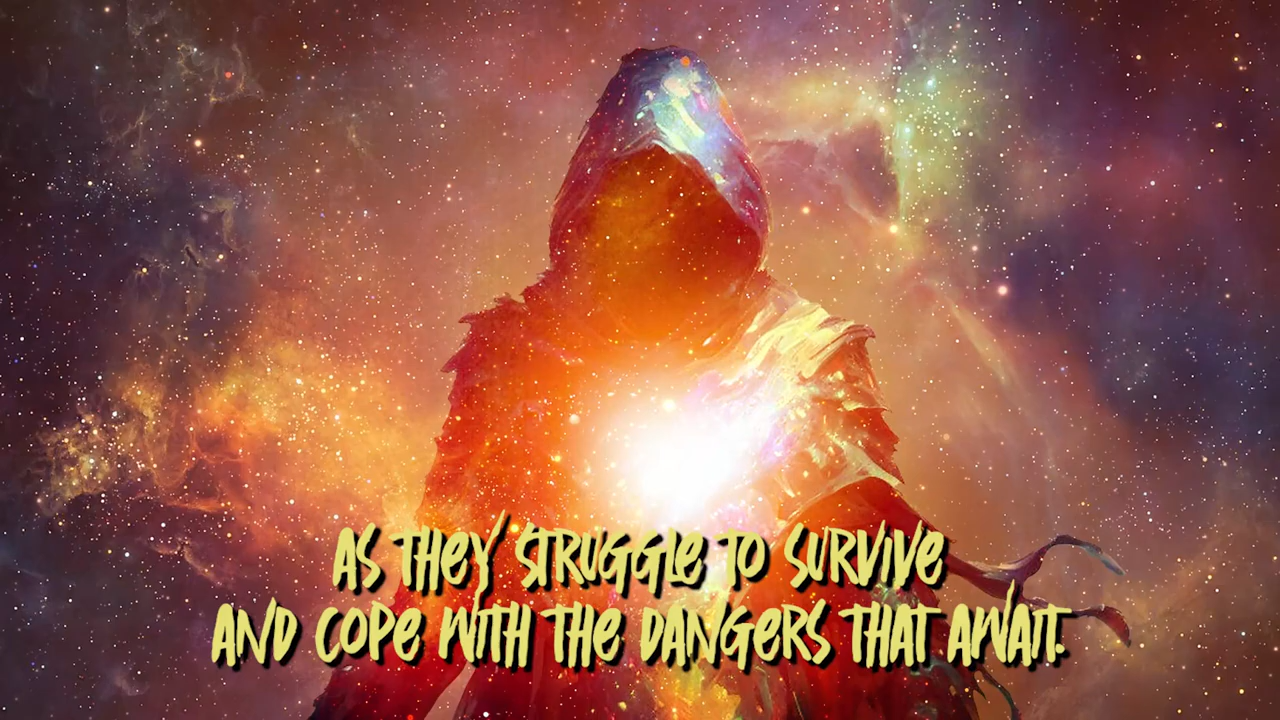 AS THEY STRUGGLE TO SURVIVE
AND COPE WITH THE DANGERS THAT AWAIT.